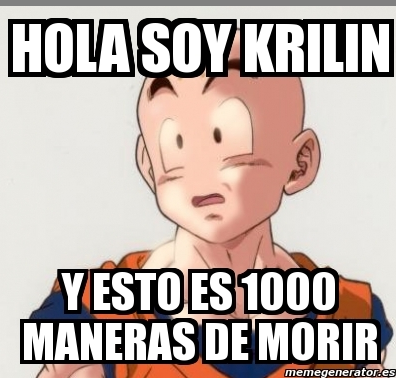 HOLA SOY KRILIN
Y ESTO ES 1000
MANERAS DE MORIR
memegenerator.es